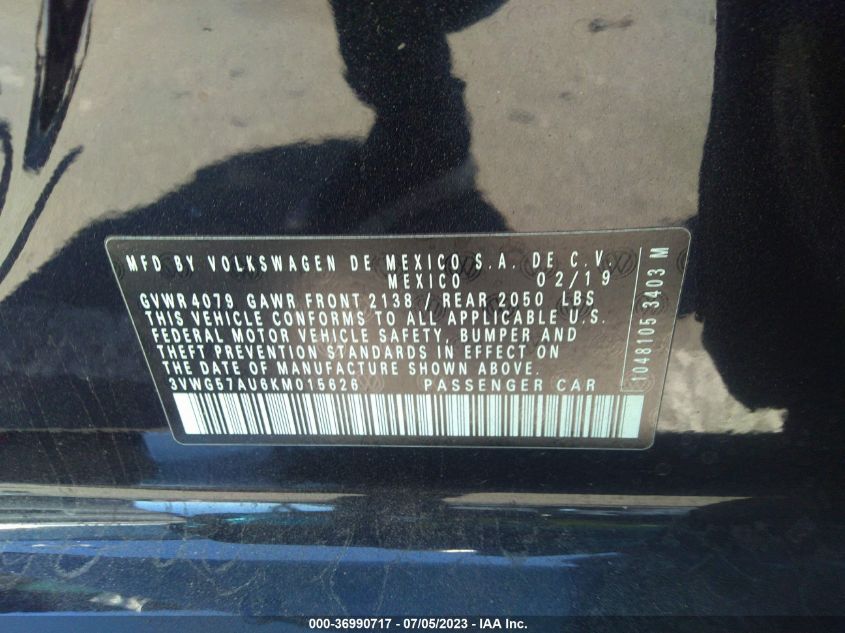 MFD BY VOLKSWAGEN DE MEXICO S.A. DE C.V.
MEXICO 02/19
GVWR 4079 GAWR FRONT 2138 / REAR 2050 LBS
THIS VEHICLE CONFORMS TO ALL APPLICABLE U.S.
FEDERAL MOTOR VEHICLE SAFETY, BUMPER AND
THEFT PREVENTION STANDARDS IN EFFECT ON
THE DATE OF MANUFACTURE SHOWN ABOVE.
3VWG57AU6KM015626 PASSENGER CAR
1048105 3403 M
000-36990717 - 07/05/2023 - IAA Inc.